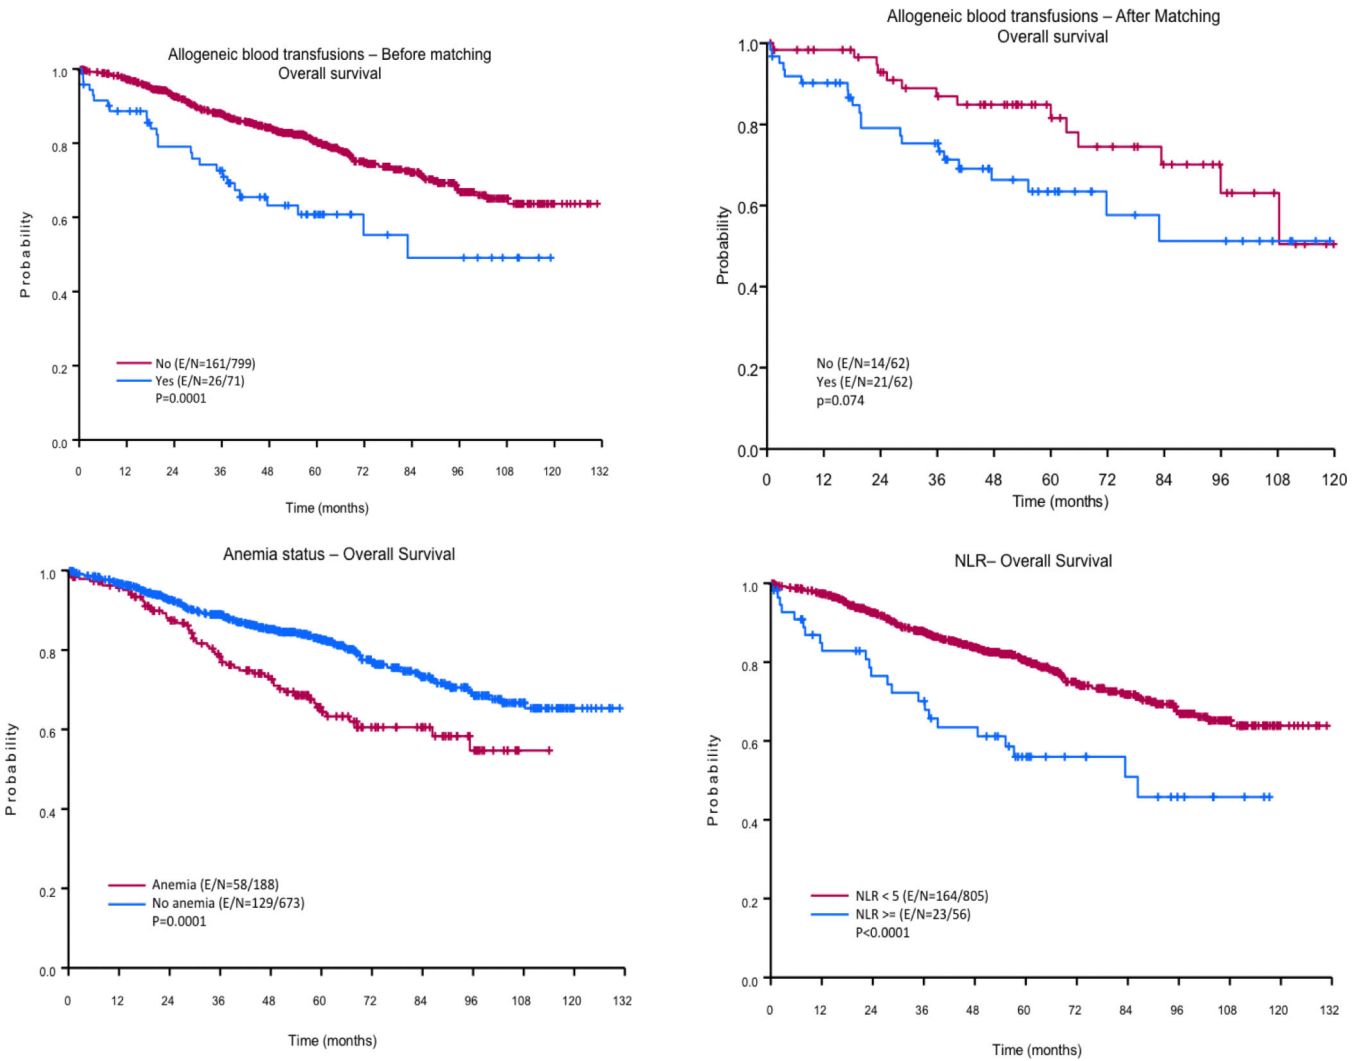 Allogeneic blood transfusions – Before matching
Overall survival
1.0
0.8
0.6
0.4
0.2
0.0
Probability
No (E/N=161/799)
Yes (E/N=26/71)
P=0.0001
0 12 24 36 48 60 72 84 96 108 120 132
Time (months)
Allogeneic blood transfusions – After Matching
Overall survival
1.0
0.8
0.6
0.4
0.2
0.0
Probability
No (E/N=14/62)
Yes (E/N=21/62)
p=0.074
0 12 24 36 48 60 72 84 96 108 120
Time (months)
Anemia status – Overall Survival
1.0
0.8
0.6
0.4
0.2
0.0
Probability
Anemia (E/N=58/188)
No anemia (E/N=129/673)
P=0.0001
0 12 24 36 48 60 72 84 96 108 120 132
Time (months)
NLR– Overall Survival
1.0
0.8
0.6
0.4
0.2
0.0
Probability
NLR < 5 (E/N=164/805)
NLR >= (E/N=23/56)
P<0.0001
0 12 24 36 48 60 72 84 96 108 120 132
Time (months)